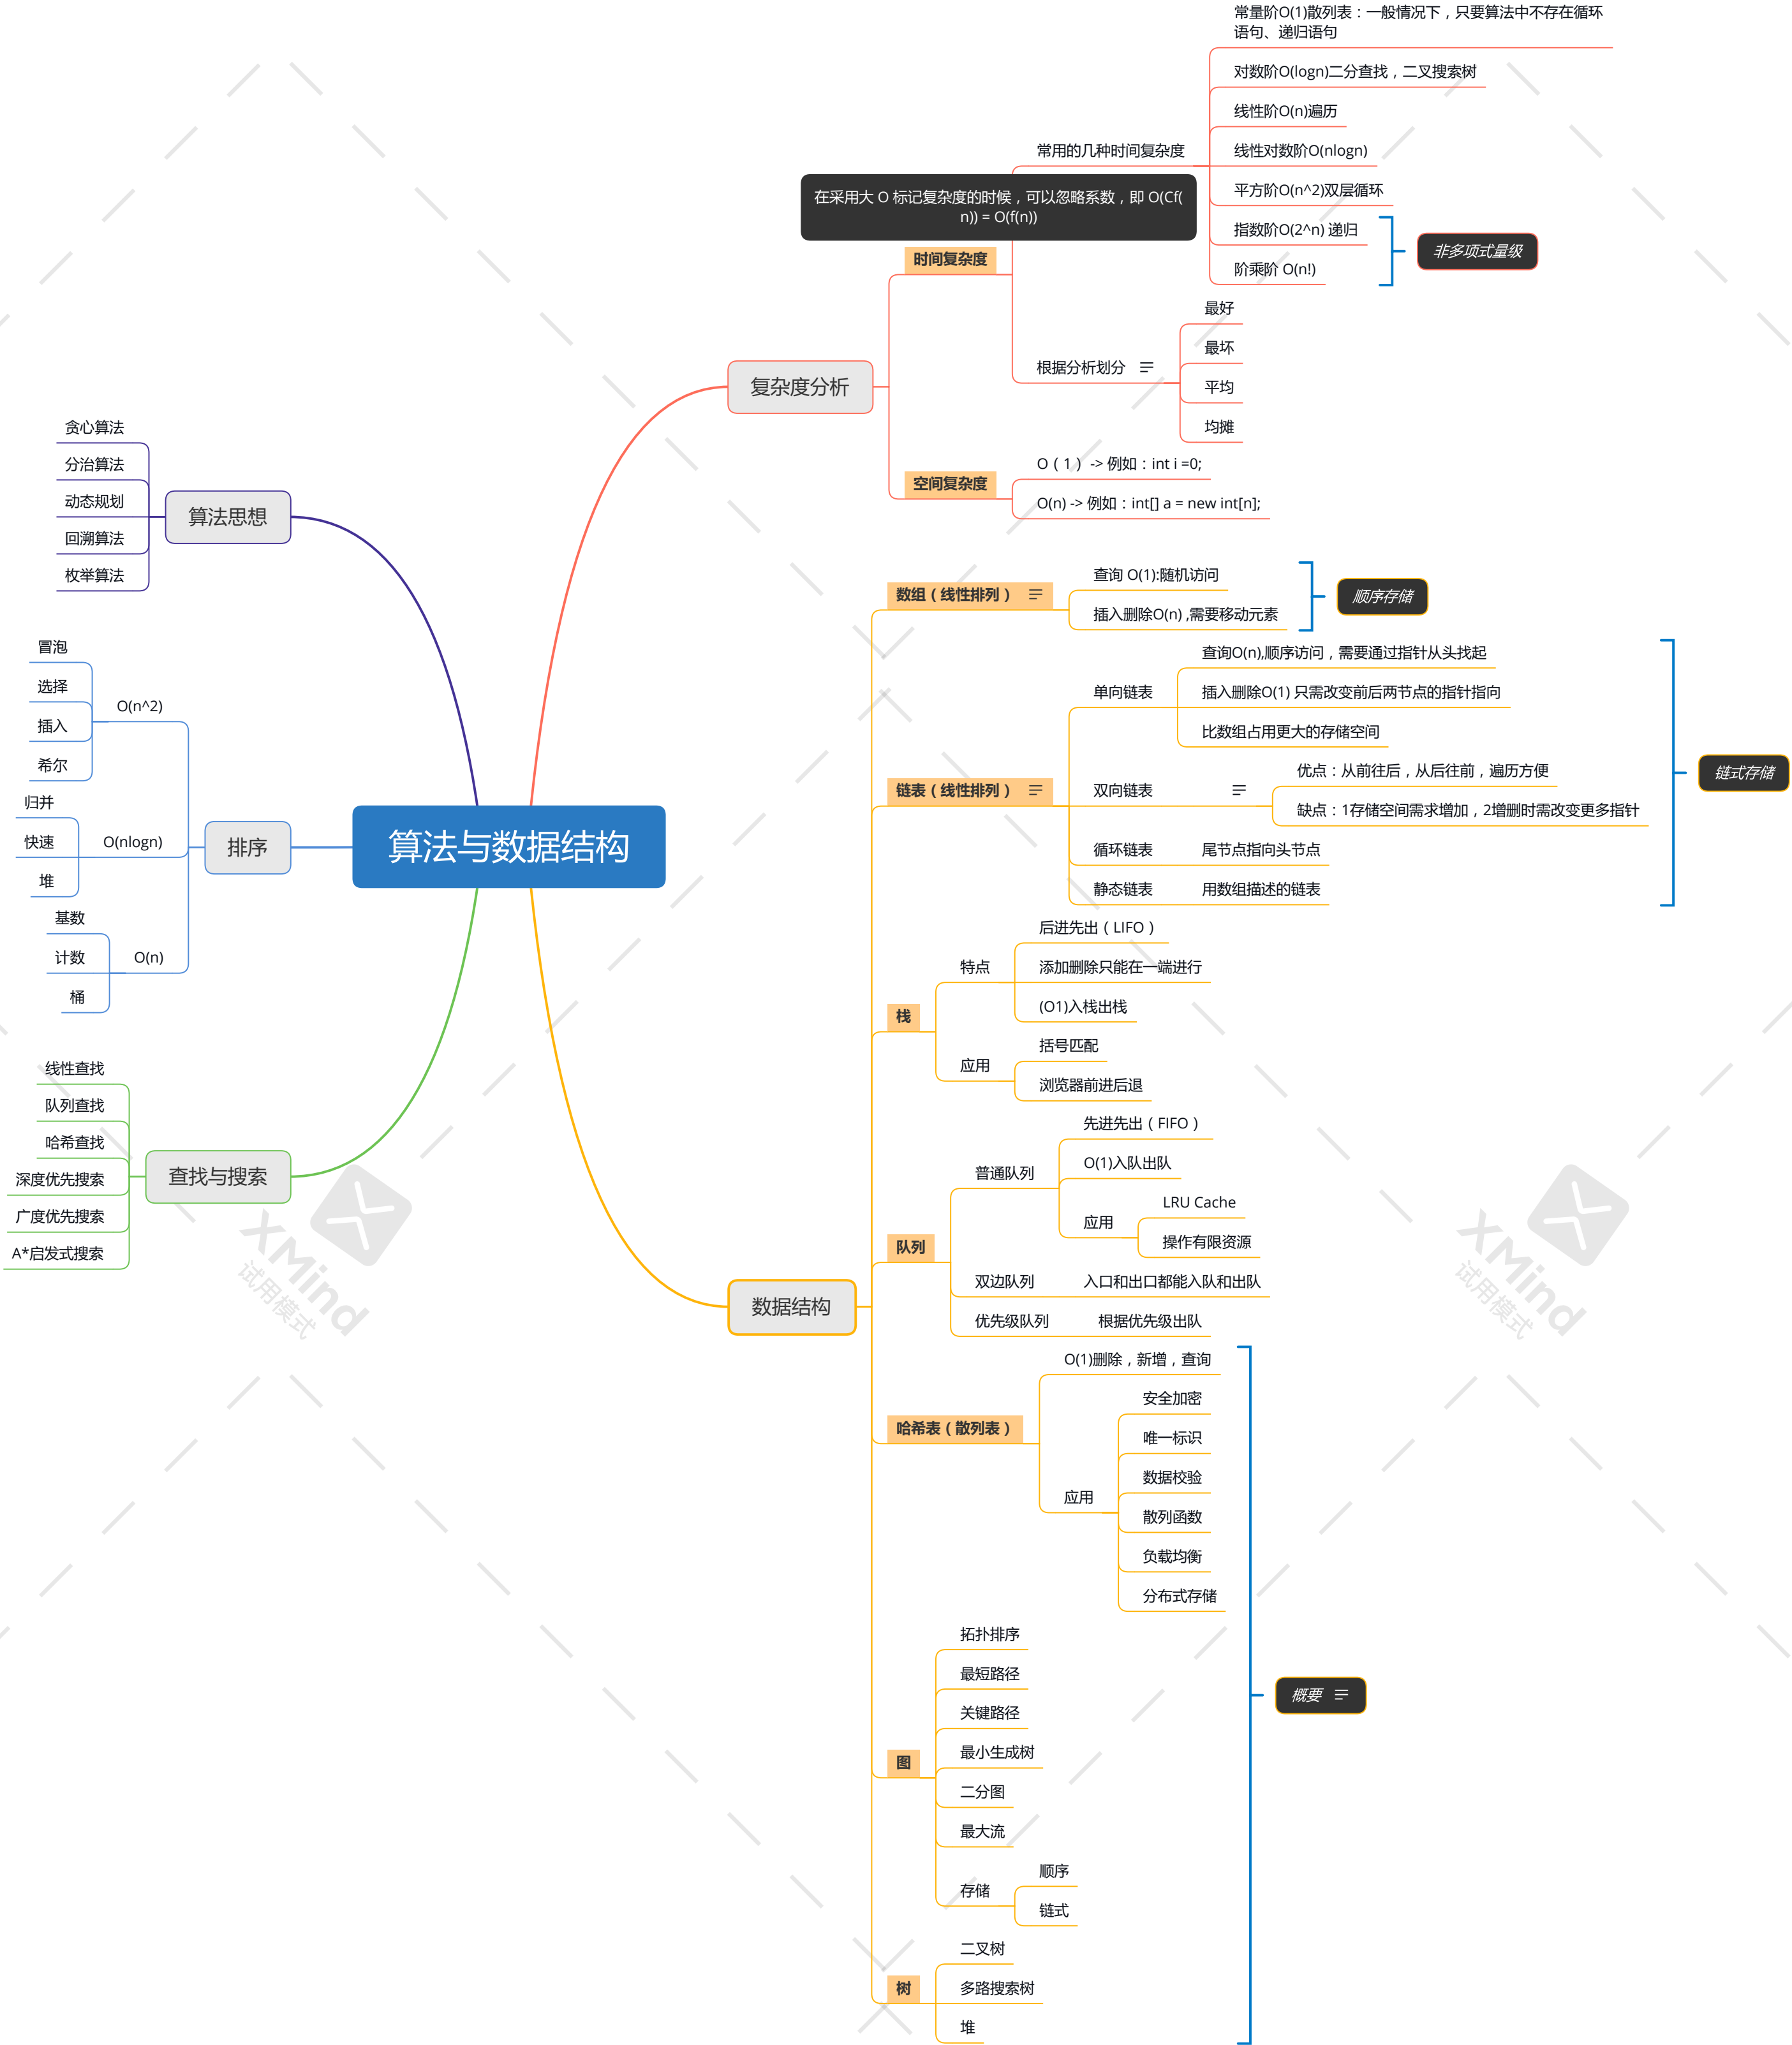 算法与数据结构
复杂度分析
时间复杂度
在采用大 O 标记复杂度的时候，可以忽略系数，即 O(Cf(
n)) = O(f(n))
常用的几种时间复杂度
常量阶O(1)散列表：一般情况下，只要算法中不存在循环
语句、递归语句
对数阶O(logn)二分查找，二叉搜索树
线性阶O(n)遍历
线性对数阶O(nlogn)
平方阶O(n^2)双层循环
指数阶O(2^n) 递归
阶乘阶 O(n!)
非多项式量级
根据分析划分
最好
最坏
平均
均摊
空间复杂度
O（1） -> 例如：int i =0;
O(n) -> 例如：int[] a = new int[n];
数据结构
数组（线性排列）
查询 O(1):随机访问
插入删除O(n) ,需要移动元素
顺序存储
链表（线性排列）
单向链表
查询O(n),顺序访问，需要通过指针从头找起
插入删除O(1) 只需改变前后两节点的指针指向
比数组占用更大的存储空间
双向链表
优点：从前往后，从后往前，遍历方便
缺点：1存储空间需求增加，2增删时需改变更多指针
循环链表
尾节点指向头节点
静态链表
用数组描述的链表
链式存储
栈
特点
后进先出（LIFO）
添加删除只能在一端进行
(O1)入栈出栈
应用
括号匹配
浏览器前进后退
队列
普通队列
先进先出（FIFO）
O(1)入队出队
应用
LRU Cache
操作有限资源
双边队列
入口和出口都能入队和出队
优先级队列
根据优先级出队
哈希表（散列表）
O(1)删除，新增，查询
应用
安全加密
唯一标识
数据校验
散列函数
负载均衡
分布式存储
图
拓扑排序
最短路径
关键路径
最小生成树
二分图
最大流
存储
顺序
链式
树
二叉树
多路搜索树
堆
概要
算法思想
贪心算法
分治算法
动态规划
回溯算法
枚举算法
排序
O(n^2)
冒泡
选择
插入
希尔
O(nlogn)
归并
快速
堆
O(n)
基数
计数
桶
查找与搜索
线性查找
队列查找
哈希查找
深度优先搜索
广度优先搜索
A*启发式搜索
XMind
试用模式
XMind
试用模式